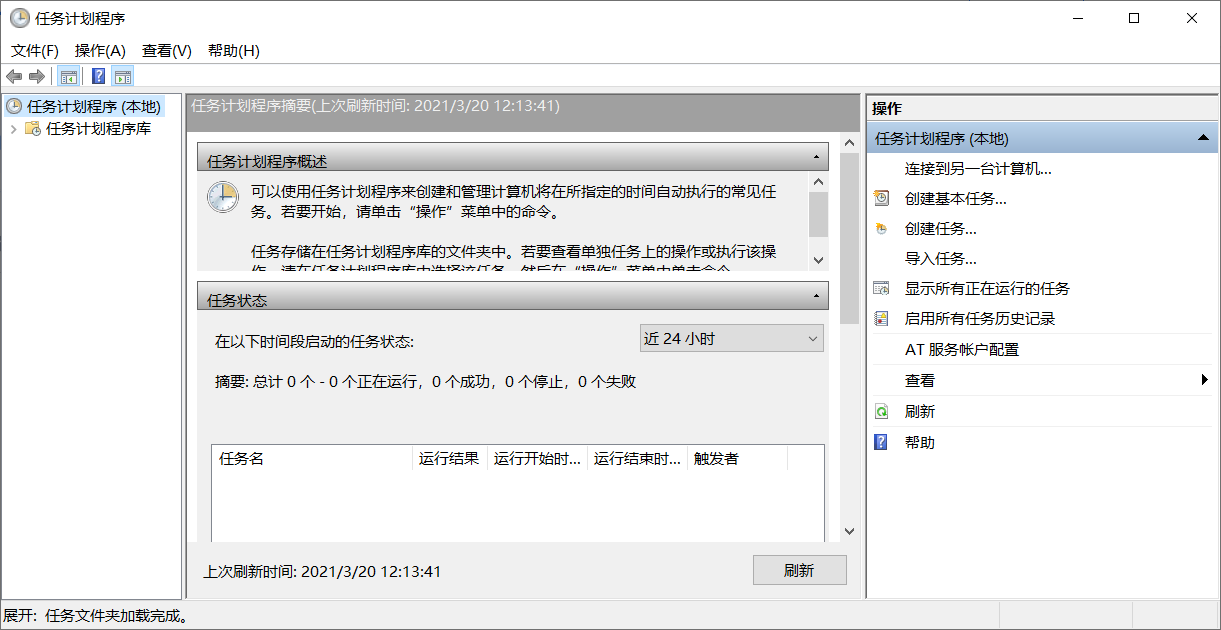 任务计划程序
文件(F) 操作(A) 查看(V) 帮助(H)
任务计划程序 (本地)
任务计划程序库
任务计划程序摘要(上次刷新时间: 2021/3/20 12:13:41)
任务计划程序概述
可以使用任务计划程序来创建和管理计算机将在所指定的时间自动执行的常见任
务。若要开始，请单击“操作”菜单中的命令。
任务存储在任务计划程序库的文件夹中。若要查看单独任务上的操作或执行该操
作，请在任务计划程序库中选择该任务，然后在“操作”菜单中单击命令。
任务状态
在以下时间段启动的任务状态:
近 24 小时
摘要: 总计 0 个 - 0 个正在运行，0 个成功，0 个停止，0 个失败
任务名 运行结果 运行开始时... 运行结束时... 触发者
上次刷新时间: 2021/3/20 12:13:41
刷新
操作
任务计划程序 (本地)
连接到另一台计算机...
创建基本任务...
创建任务...
导入任务...
显示所有正在运行的任务
启用所有任务历史记录
AT 服务帐户配置
查看
刷新
帮助
展开: 任务文件夹加载完成。